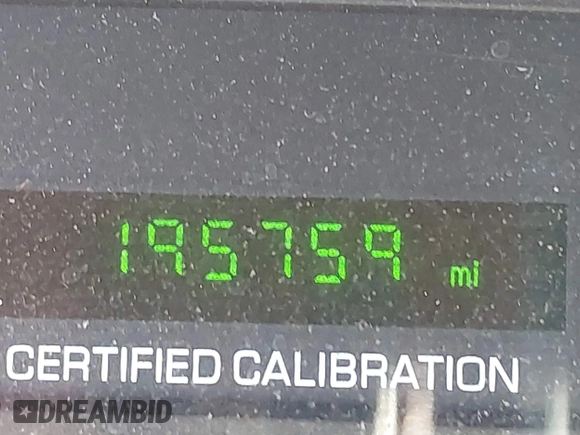 195759 mi
CERTIFIED CALIBRATION
DREAMBID